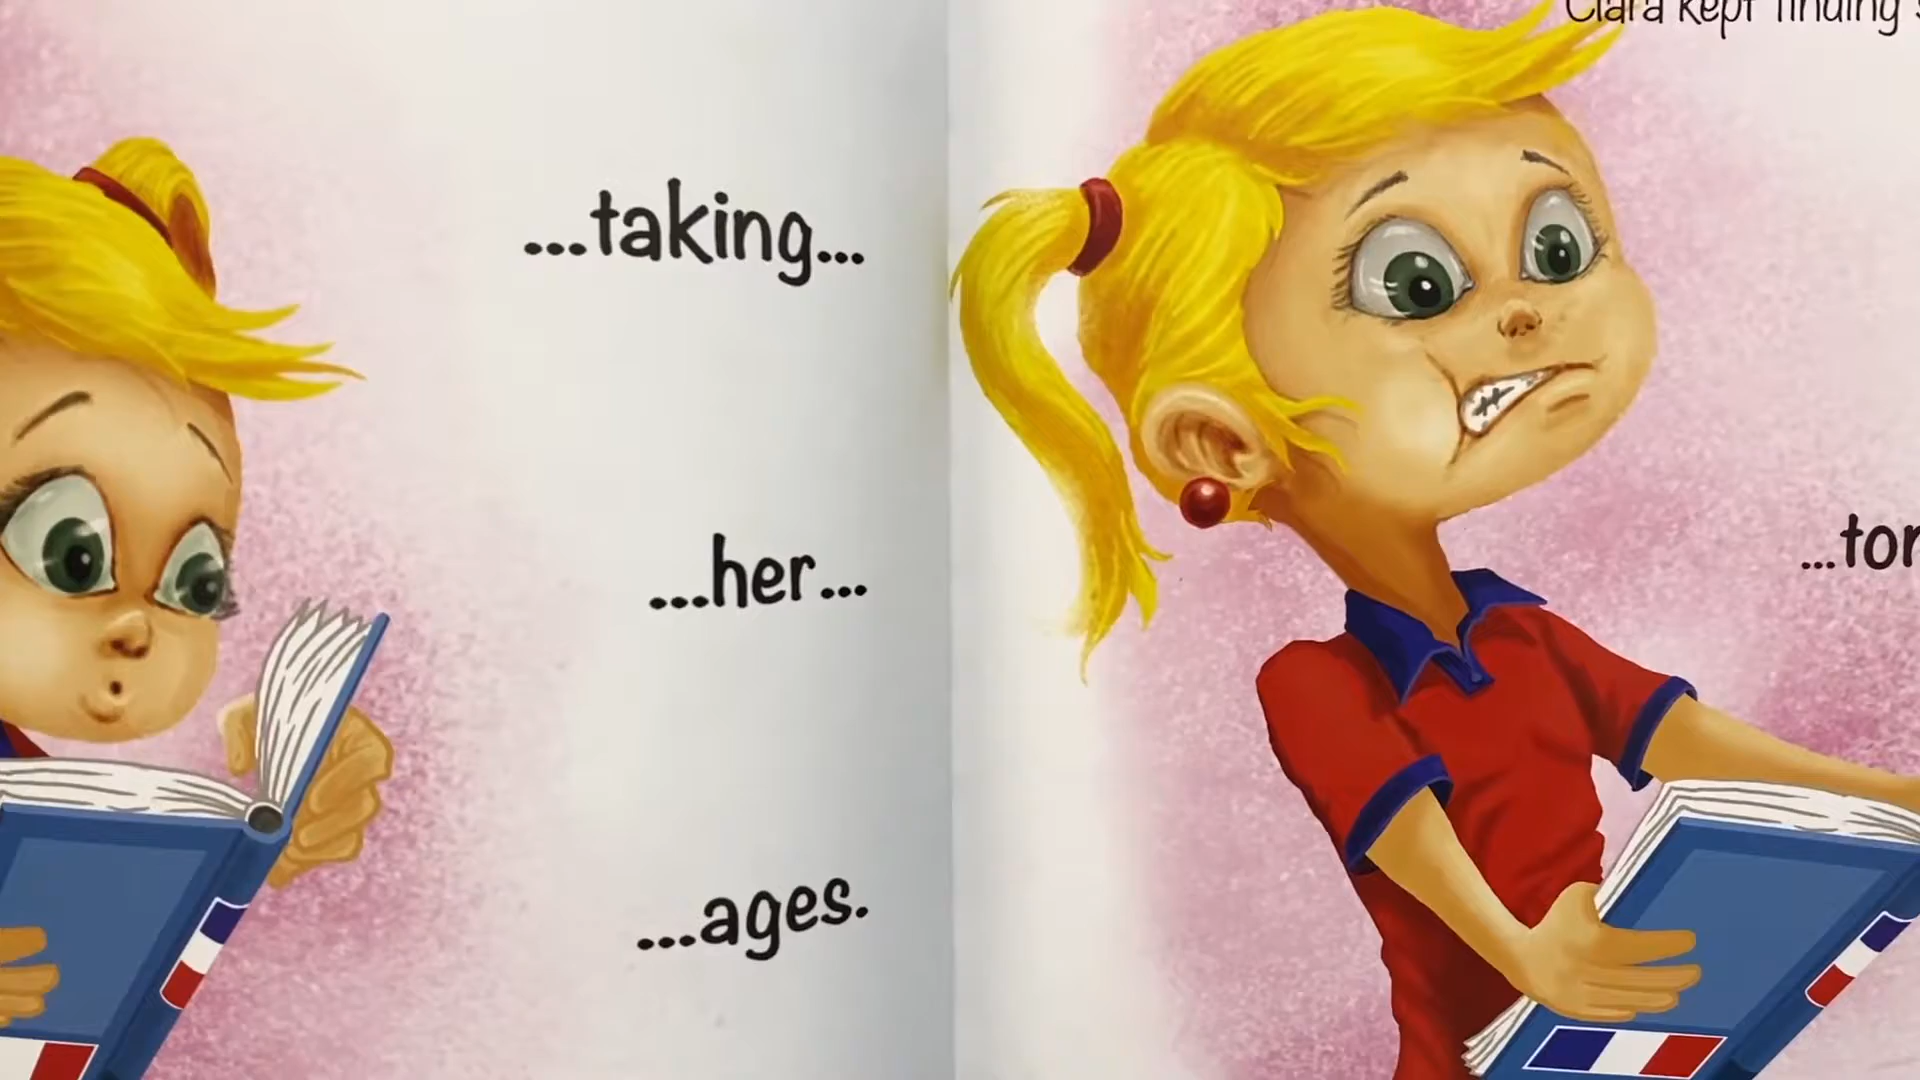 ...taking...
...her...
...ages.
Clara kept finding